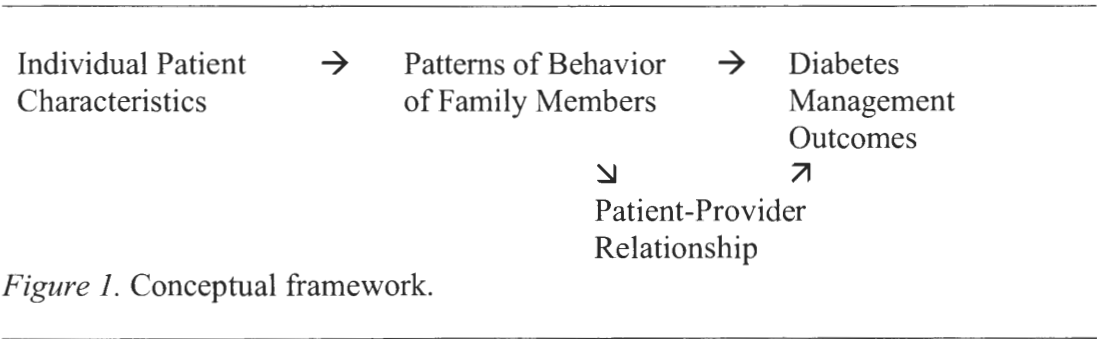 Individual Patient → Patterns of Behavior → Diabetes
Characteristics of Family Members Management
Outcomes
↘ ↗
Patient-Provider
Relationship
Figure 1. Conceptual framework.